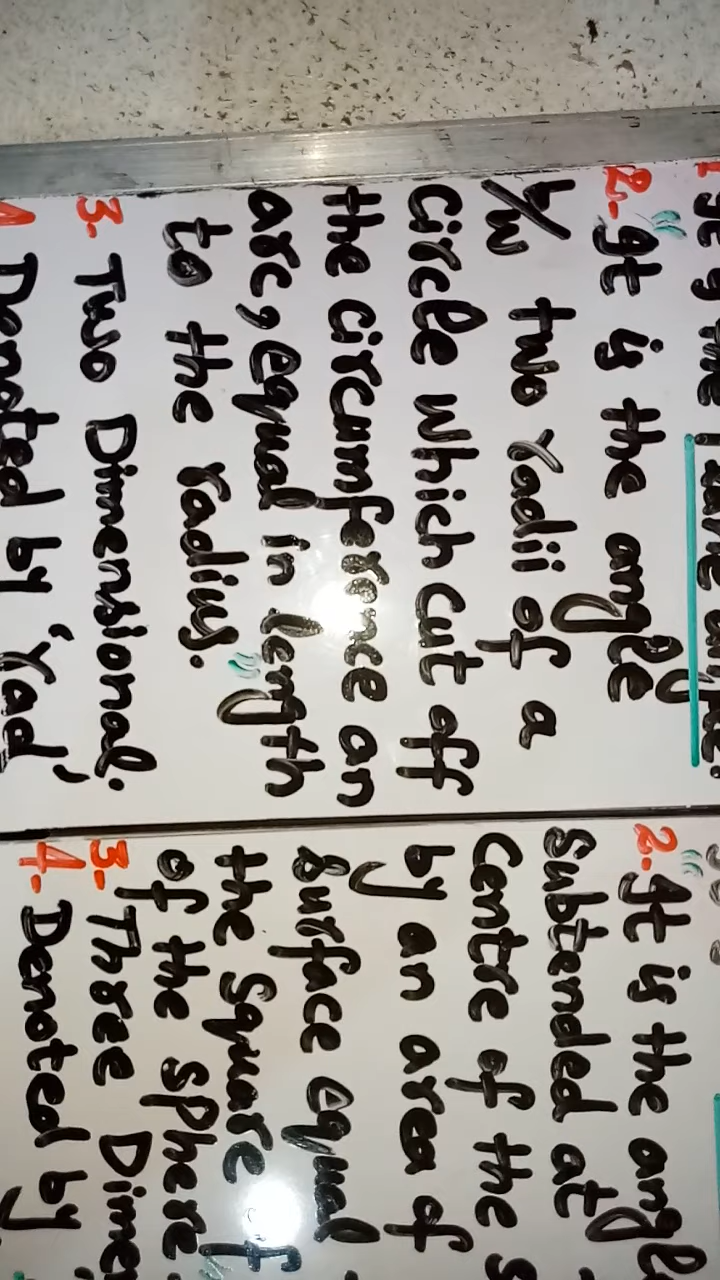 2. "It is the angle
b/w two radii of a
circle which cut off
the circumference an
arc, equal in length
to the radius."
3. Two Dimensional.
Denoted by 'rad'
2. "It is the
subtended at
Centre of the
by an area of
surface equal
the square of
of the sphere
3. Three
4. Denoted by